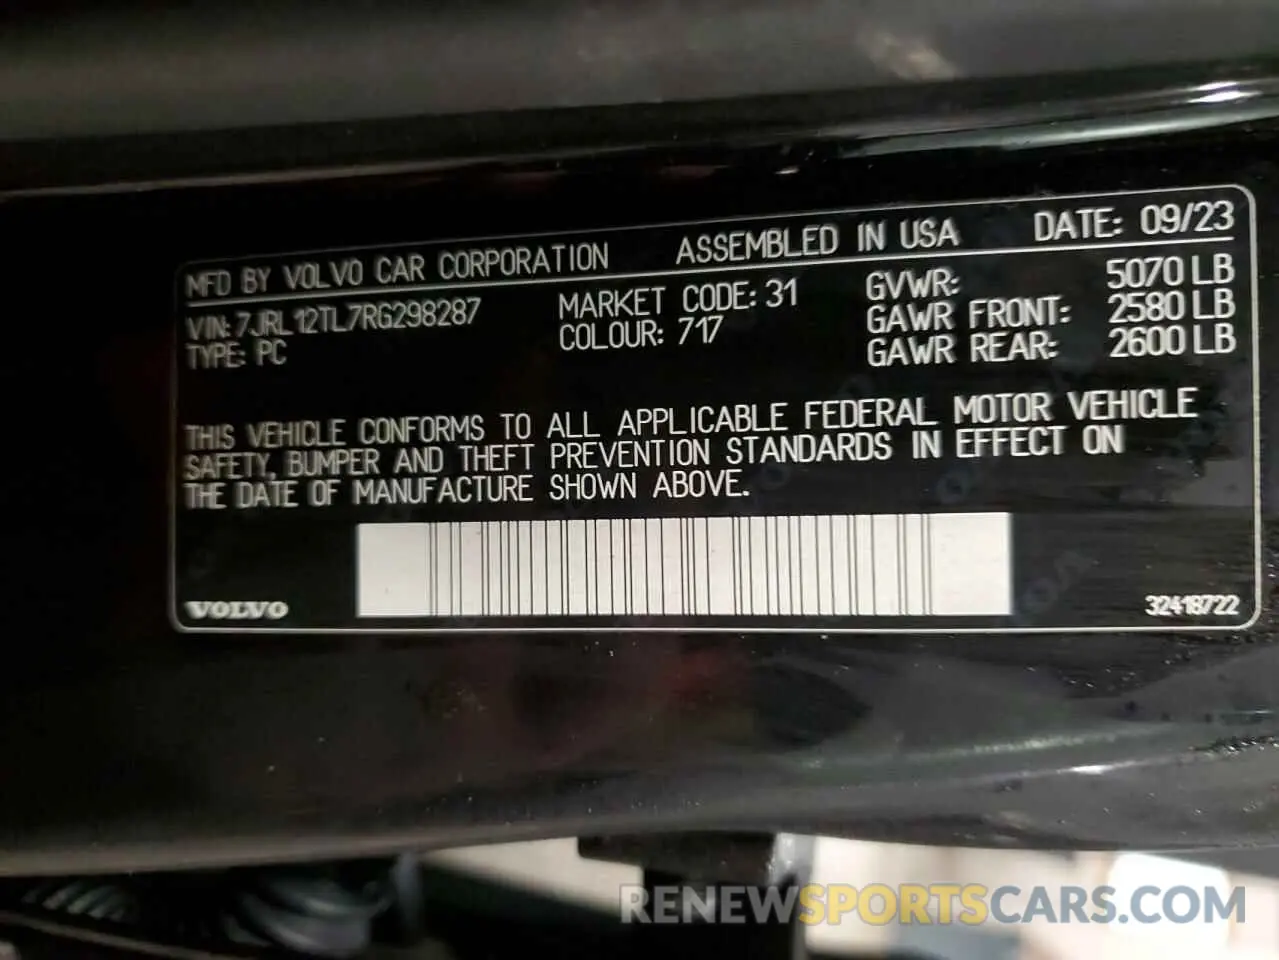 MFD BY VOLVO CAR CORPORATION ASSEMBLED IN USA DATE: 09/23
VIN: 7JRL12TL7RG298287 MARKET CODE: 31 GVWR: 5070 LB
TYPE: PC COLOUR: 717 GAWR FRONT: 2580 LB
GAWR REAR: 2600 LB
THIS VEHICLE CONFORMS TO ALL APPLICABLE FEDERAL MOTOR VEHICLE
SAFETY, BUMPER AND THEFT PREVENTION STANDARDS IN EFFECT ON
THE DATE OF MANUFACTURE SHOWN ABOVE.
VOLVO 32418722
RENEWSPORTSCARS.COM